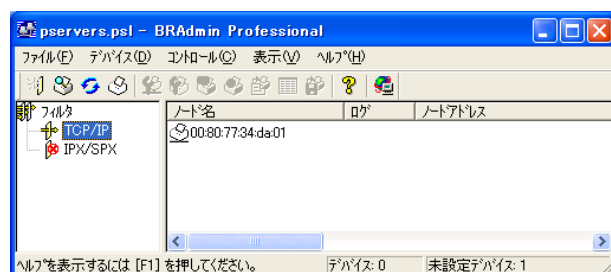 pservers.psl - BRAdmin Professional
ファイル(F) デバイス(D) コントロール(C) 表示(V) ヘルプ(H)
フィルタ
TCP/IP
IPX/SPX
ノード名 ログ ノードアドレス
00:80:77:34:da:01
ヘルプを表示するには [F1] を押してください。 デバイス: 0 未設定デバイス: 1